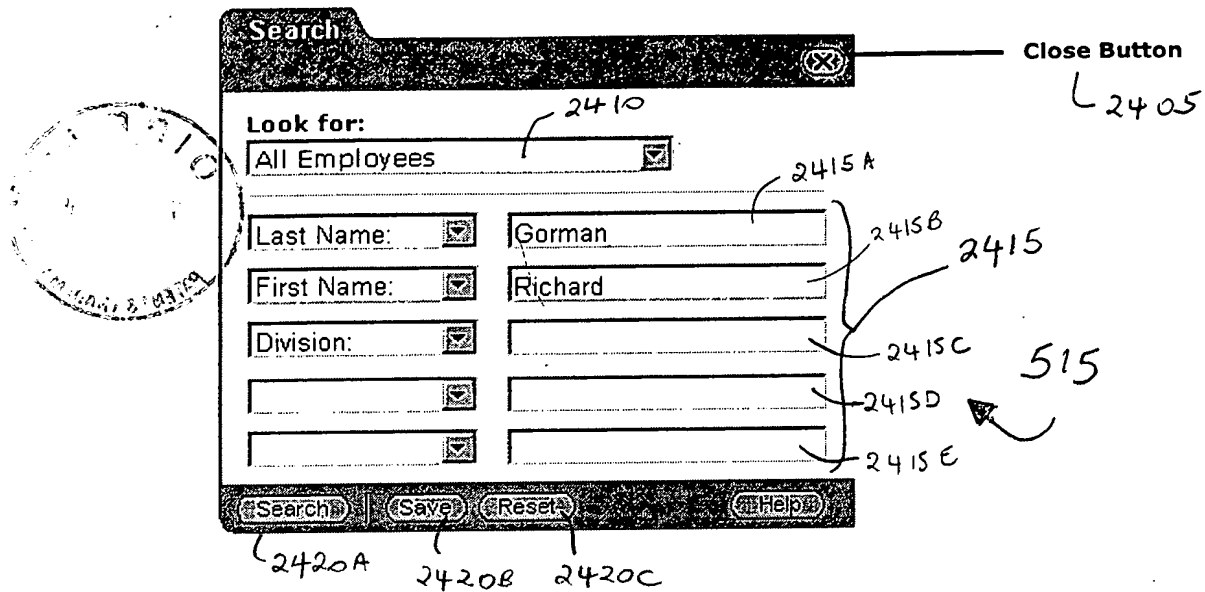 Search
Close Button
2405
2410
Look for:
All Employees
2415A
Last Name: Gorman
2415B
2415
First Name: Richard
Division:
2415C
515
2415D
2415E
Search Save Reset Help
2420A 2420B 2420C